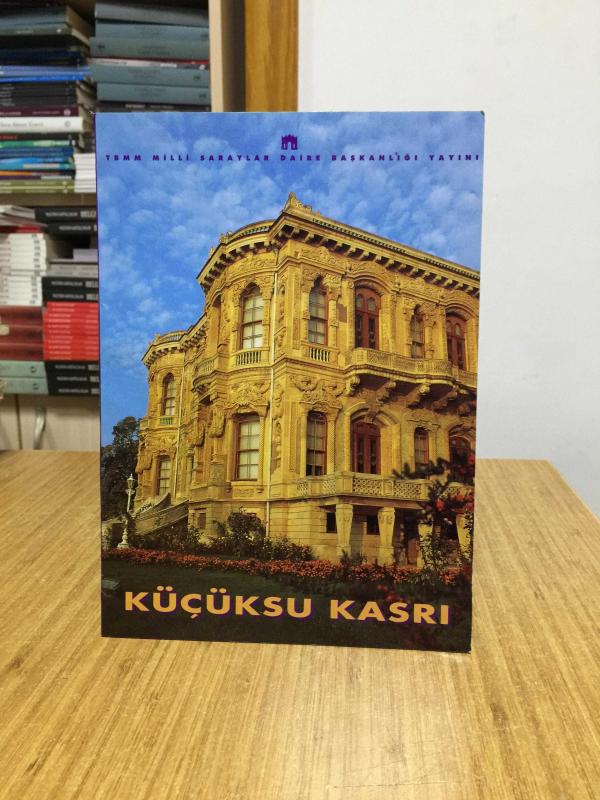 TBMM MİLLİ SARAYLAR DAİRE BAŞKANLIĞI YAYINI
KÜÇÜKSU KASRI